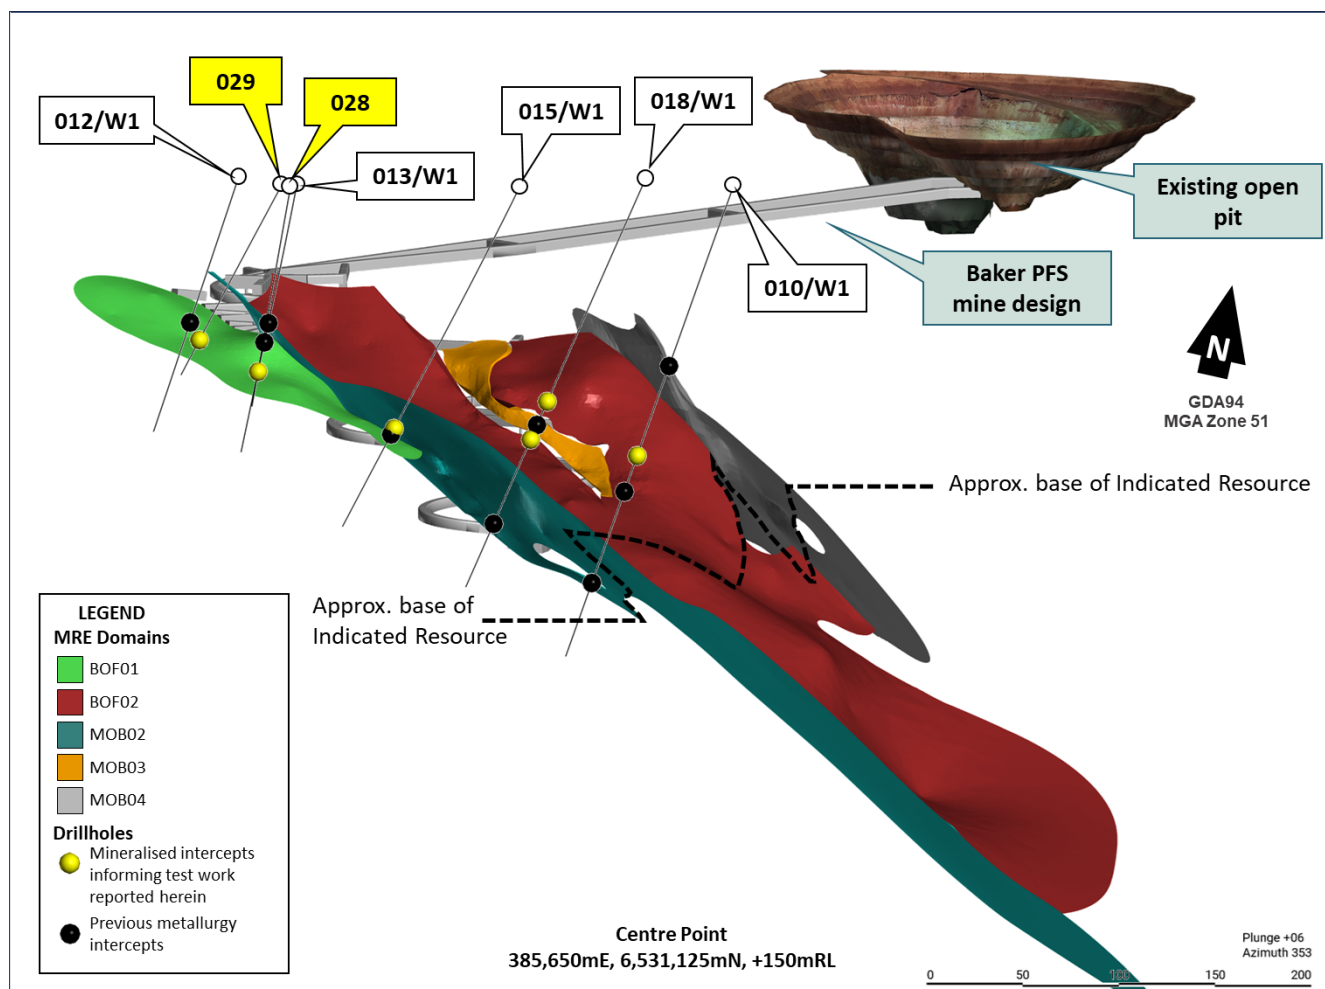 029
028
012/W1
013/W1
015/W1
018/W1
010/W1
Existing open
pit
Baker PFS
mine design
N
GDA94
MGA Zone 51
Approx. base of Indicated Resource
Approx. base of
Indicated Resource
LEGEND
MRE Domains
BOF01
BOF02
MOB02
MOB03
MOB04
Drillholes
Mineralised intercepts
informing test work
reported herein
Previous metallurgy
intercepts
Centre Point
385,650mE, 6,531,125mN, +150mRL
Plunge +06
Azimuth 353
0 50 100 150 200